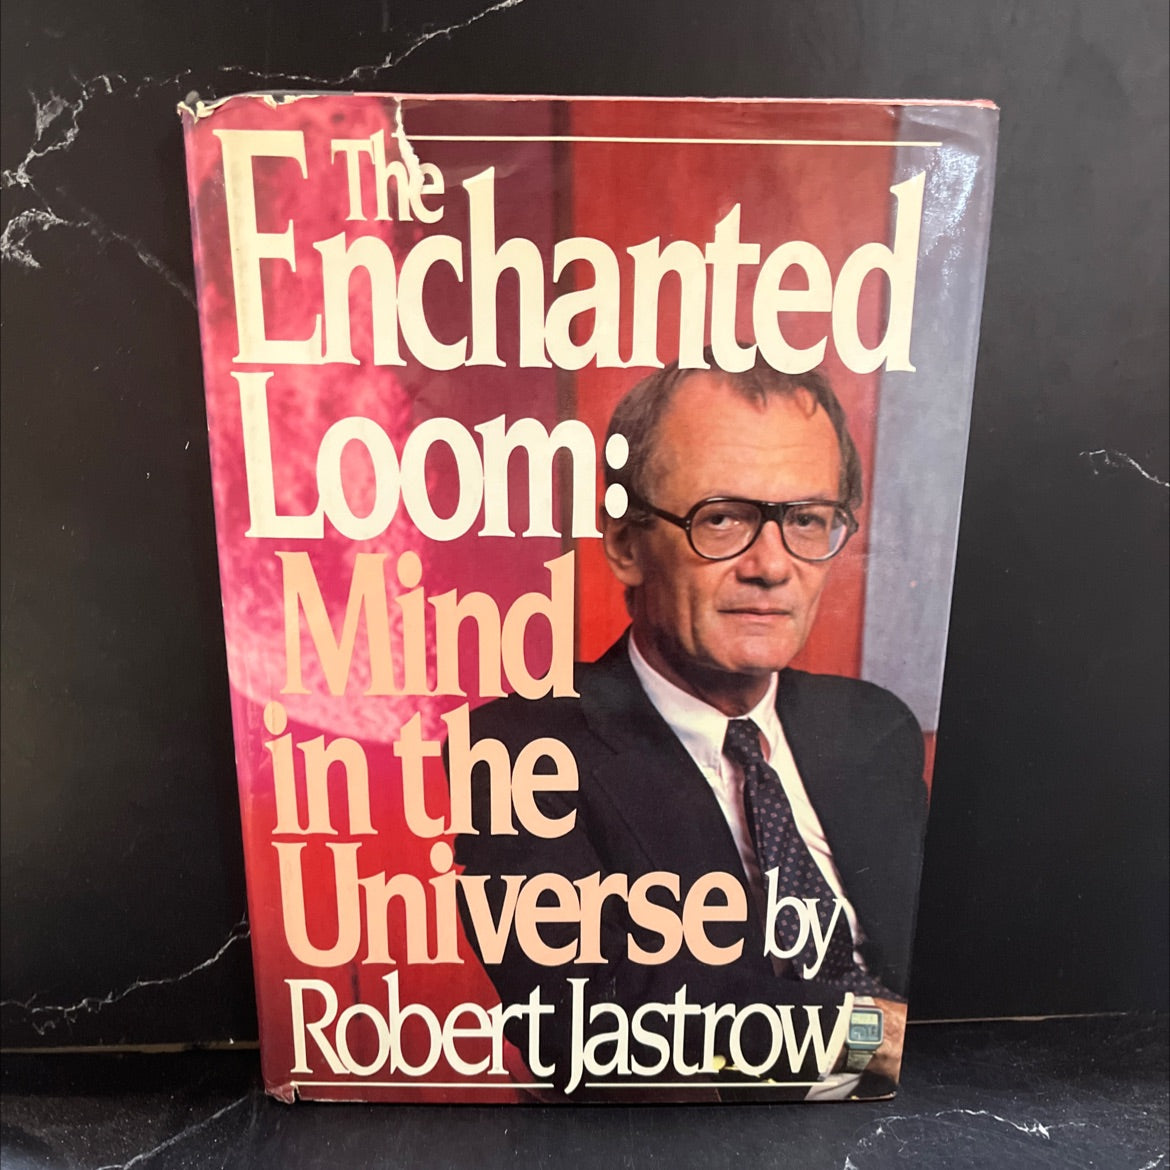 The
Enchanted
Loom:
Mind
in the
Universe by
Robert Jastrow